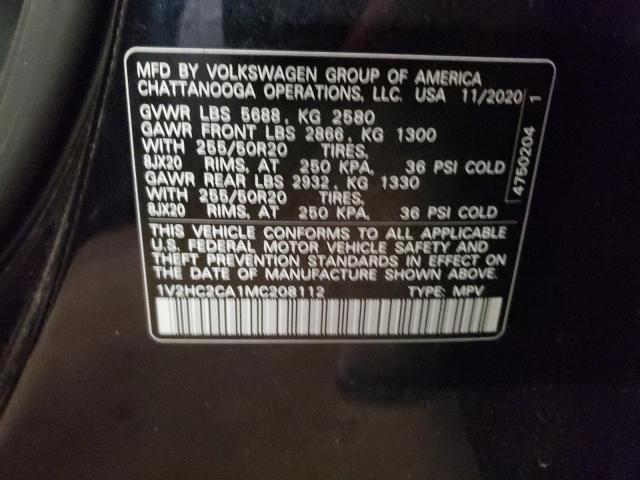 MFD BY VOLKSWAGEN GROUP OF AMERICA
CHATTANOOGA OPERATIONS, LLC. USA 11/2020
GVWR LBS 5688, KG 2580
GAWR FRONT LBS 2866, KG 1300
WITH 255/50R20 TIRES,
8JX20 RIMS, AT 250 KPA, 36 PSI COLD
GAWR REAR LBS 2932, KG 1330
WITH 255/50R20 TIRES,
8JX20 RIMS, AT 250 KPA, 36 PSI COLD
4750204 1
THIS VEHICLE CONFORMS TO ALL APPLICABLE
U.S. FEDERAL MOTOR VEHICLE SAFETY AND
THEFT PREVENTION STANDARDS IN EFFECT ON
THE DATE OF MANUFACTURE SHOWN ABOVE.
1V2HC2CA1MC208112 TYPE: MPV